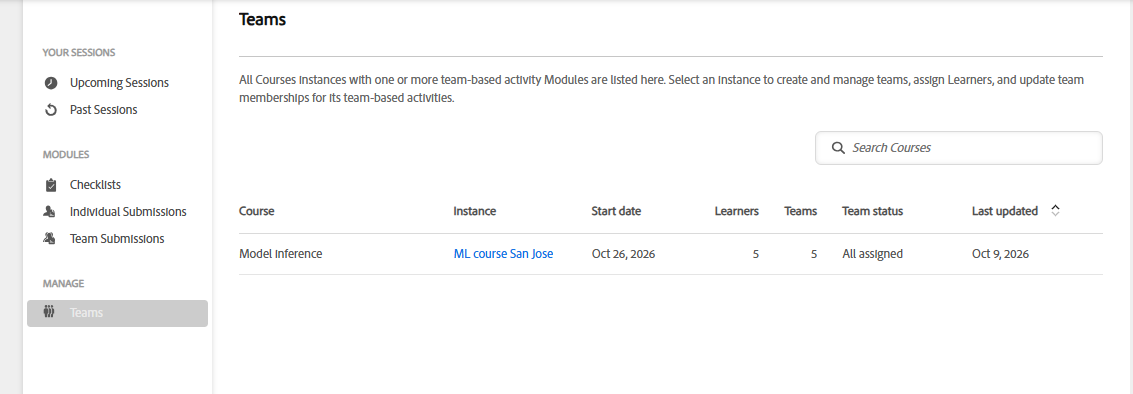 Teams
YOUR SESSIONS
Upcoming Sessions
Past Sessions
MODULES
Checklists
Individual Submissions
Team Submissions
MANAGE
Teams
All Courses instances with one or more team-based activity Modules are listed here. Select an instance to create and manage teams, assign Learners, and update team
memberships for its team-based activities.
Search Courses
Course Instance Start date Learners Teams Team status Last updated
Model inference ML course San Jose Oct 26, 2026 5 5 All assigned Oct 9, 2026